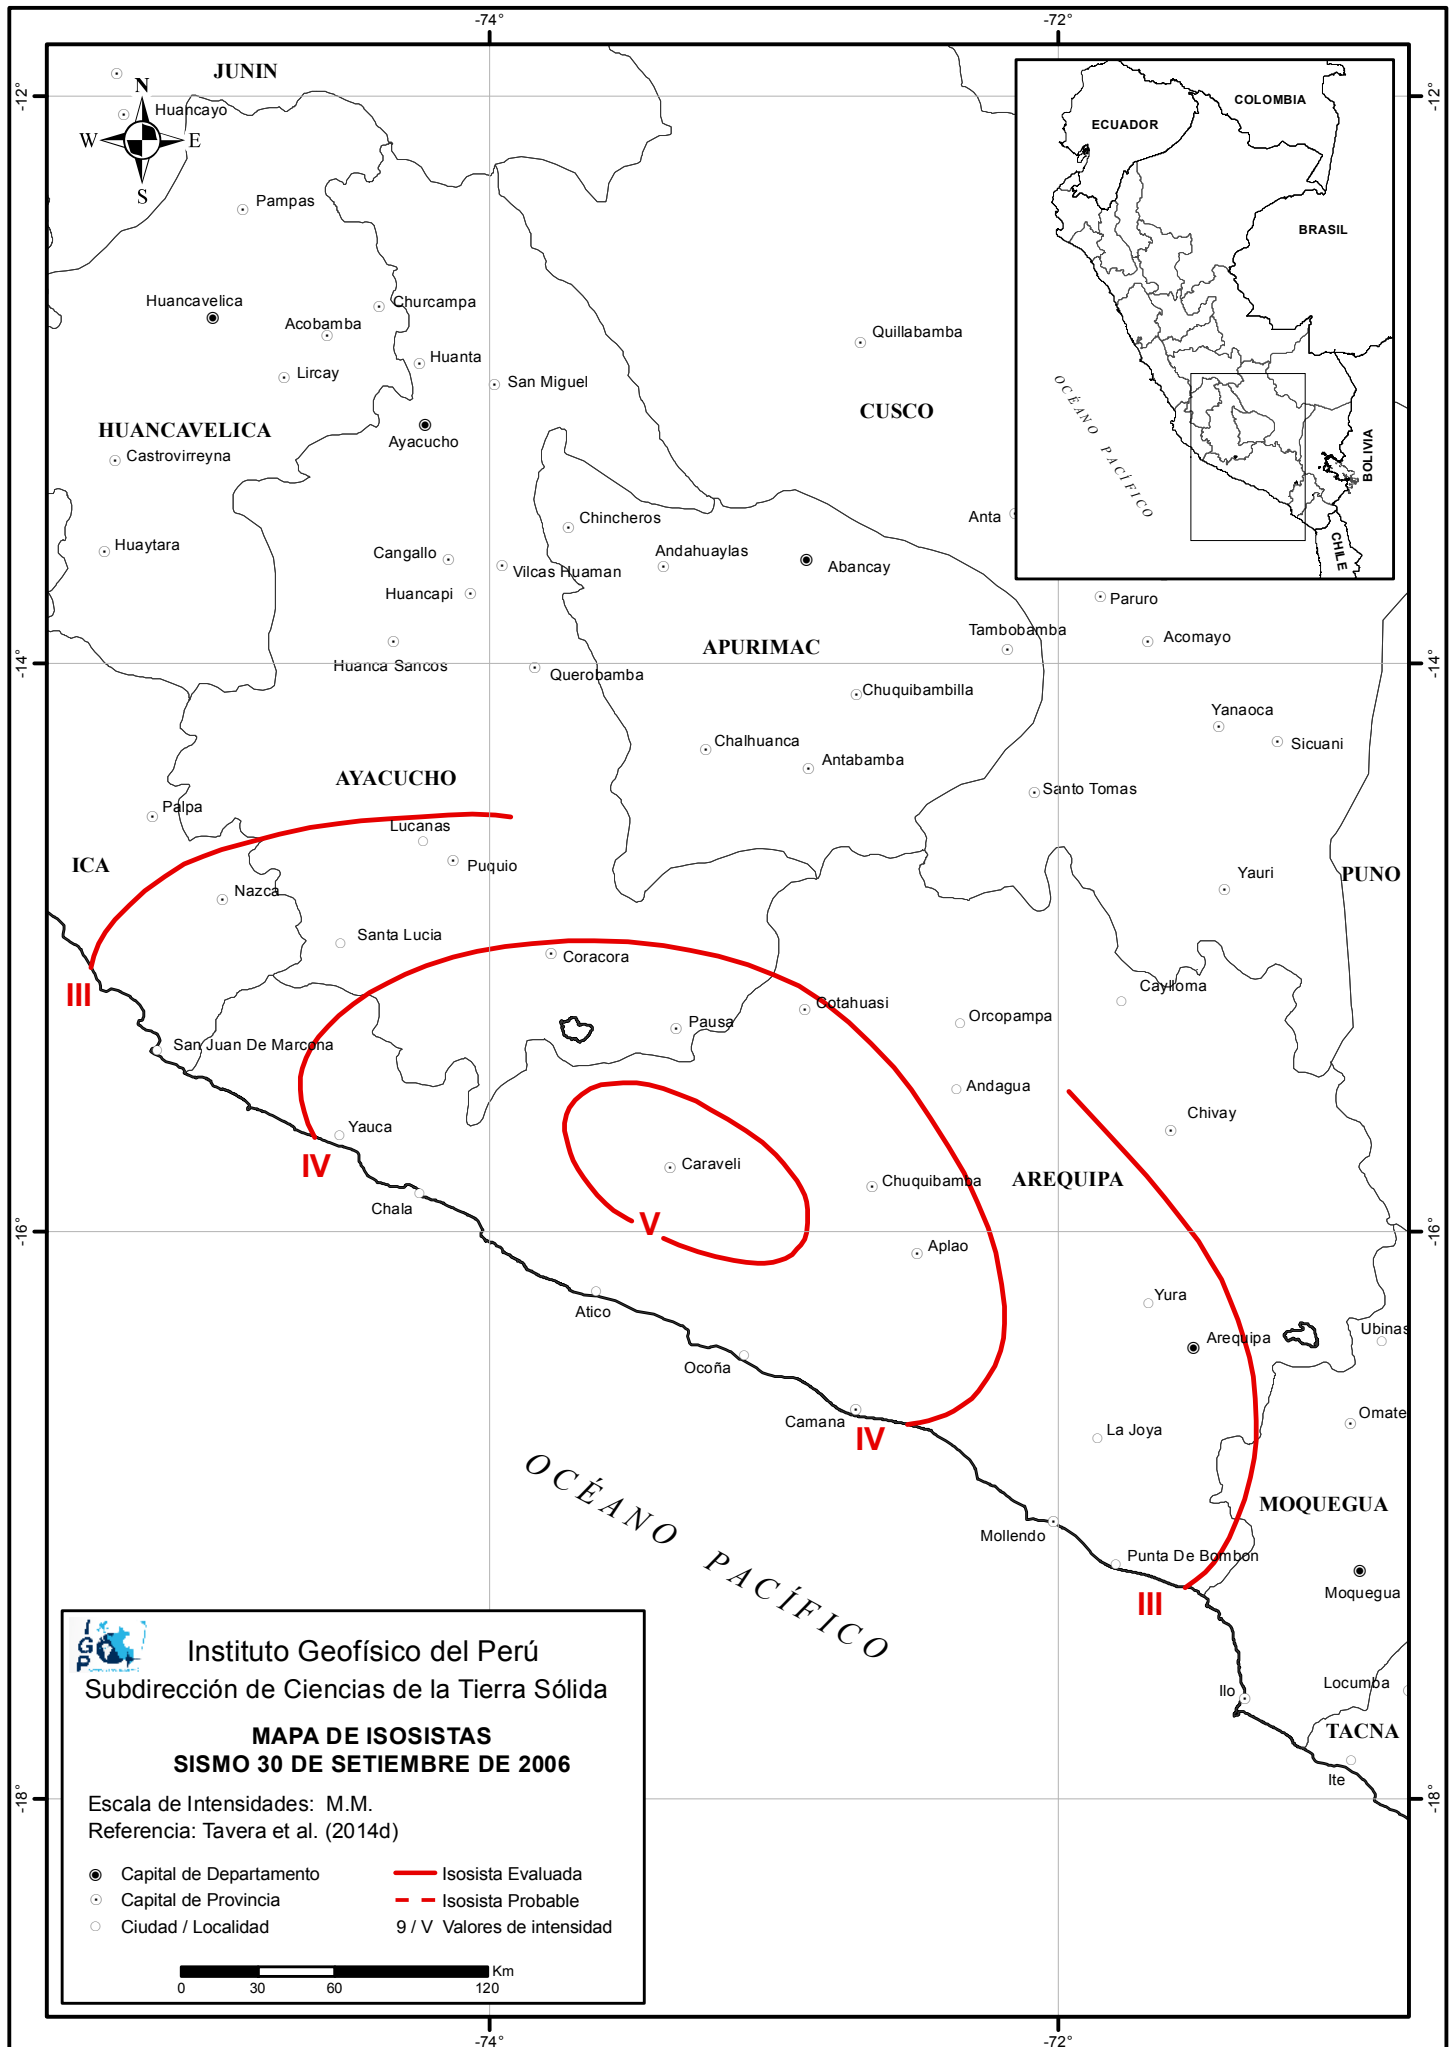 -74°
-72°
-12°
-12°
JUNIN
N
W
E
S
Huancayo
Pampas
Huancavelica
Churcampa
Acobamba
Huanta
Lircay
San Miguel
Quillabamba
HUANCAVELICA
CUSCO
Castrovirreyna
Ayacucho
Huaytara
Chincheros
Anta
Cangallo
Vilcas Huaman
Andahuaylas
Abancay
Huancapi
Paruro
Tambobamba
Acomayo
-14°
-14°
Huanca Sancos
Querobamba
APURIMAC
Chuquibambilla
Yanaoca
Sicuani
Chalhuanca
Antabamba
AYACUCHO
Santo Tomas
Palpa
Lucanas
Puquio
ICA
Nazca
Yauri
PUNO
Santa Lucia
Coracora
III
Cotahuasi
Caylloma
Pausa
Orcopampa
San Juan De Marcona
Andagua
Yauca
Chivay
IV
Caraveli
Chuquibamba
AREQUIPA
Chala
V
-16°
-16°
Aplao
Atico
Yura
Arequipa
Ubinas
Ocoña
Camana
IV
La Joya
Omate
OCÉANO PACÍFICO
MOQUEGUA
Mollendo
Punta De Bombon
III
Moquegua
Ilo
Locumba
TACNA
Ite
-18°
-18°
COLOMBIA
ECUADOR
BRASIL
OCÉANO PACÍFICO
BOLIVIA
CHILE
IGP
Instituto Geofísico del Perú
Subdirección de Ciencias de la Tierra Sólida
MAPA DE ISOSISTAS
SISMO 30 DE SETIEMBRE DE 2006
Escala de Intensidades: M.M.
Referencia: Tavera et al. (2014d)
Capital de Departamento
Isosista Evaluada
Capital de Provincia
Isosista Probable
Ciudad / Localidad
9 / V Valores de intensidad
Km
0 30 60 120
-74°
-72°